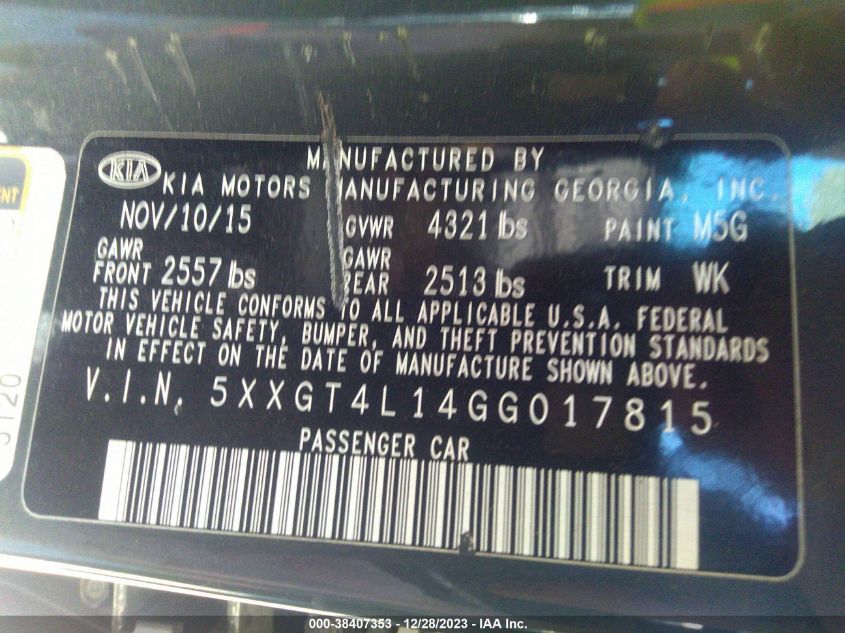 MANUFACTURED BY
KIA KIA MOTORS MANUFACTURING GEORGIA, INC.
NOV/10/15 GVWR 4321 lbs PAINT M5G
GAWR FRONT 2557 lbs GAWR REAR 2513 lbs TRIM WK
THIS VEHICLE CONFORMS TO ALL APPLICABLE U.S.A. FEDERAL
MOTOR VEHICLE SAFETY, BUMPER, AND THEFT PREVENTION STANDARDS
IN EFFECT ON THE DATE OF MANUFACTURE SHOWN ABOVE.
V.I.N. 5XXGT4L14GG017815
PASSENGER CAR
000-38407353 - 12/28/2023 - IAA Inc.